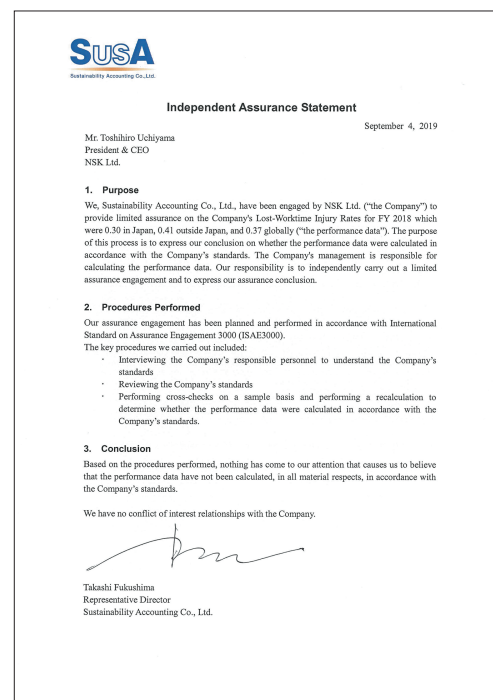 SUSA
Sustainability Accounting Co.,Ltd.
Independent Assurance Statement
September 4, 2019
Mr. Toshihiro Uchiyama
President & CEO
NSK Ltd.
1. Purpose
We, Sustainability Accounting Co., Ltd., have been engaged by NSK Ltd. ("the Company") to
provide limited assurance on the Company's Lost-Worktime Injury Rates for FY 2018 which
were 0.30 in Japan, 0.41 outside Japan, and 0.37 globally ("the performance data"). The purpose
of this process is to express our conclusion on whether the performance data were calculated in
accordance with the Company's standards. The Company's management is responsible for
calculating the performance data. Our responsibility is to independently carry out a limited
assurance engagement and to express our assurance conclusion.
2. Procedures Performed
Our assurance engagement has been planned and performed in accordance with International
Standard on Assurance Engagement 3000 (ISAE3000).
The key procedures we carried out included:
· Interviewing the Company's responsible personnel to understand the Company's
standards
· Reviewing the Company's standards
· Performing cross-checks on a sample basis and performing a recalculation to
determine whether the performance data were calculated in accordance with the
Company's standards.
3. Conclusion
Based on the procedures performed, nothing has come to our attention that causes us to believe
that the performance data have not been calculated, in all material respects, in accordance with
the Company's standards.
We have no conflict of interest relationships with the Company.
Takashi Fukushima
Representative Director
Sustainability Accounting Co., Ltd.